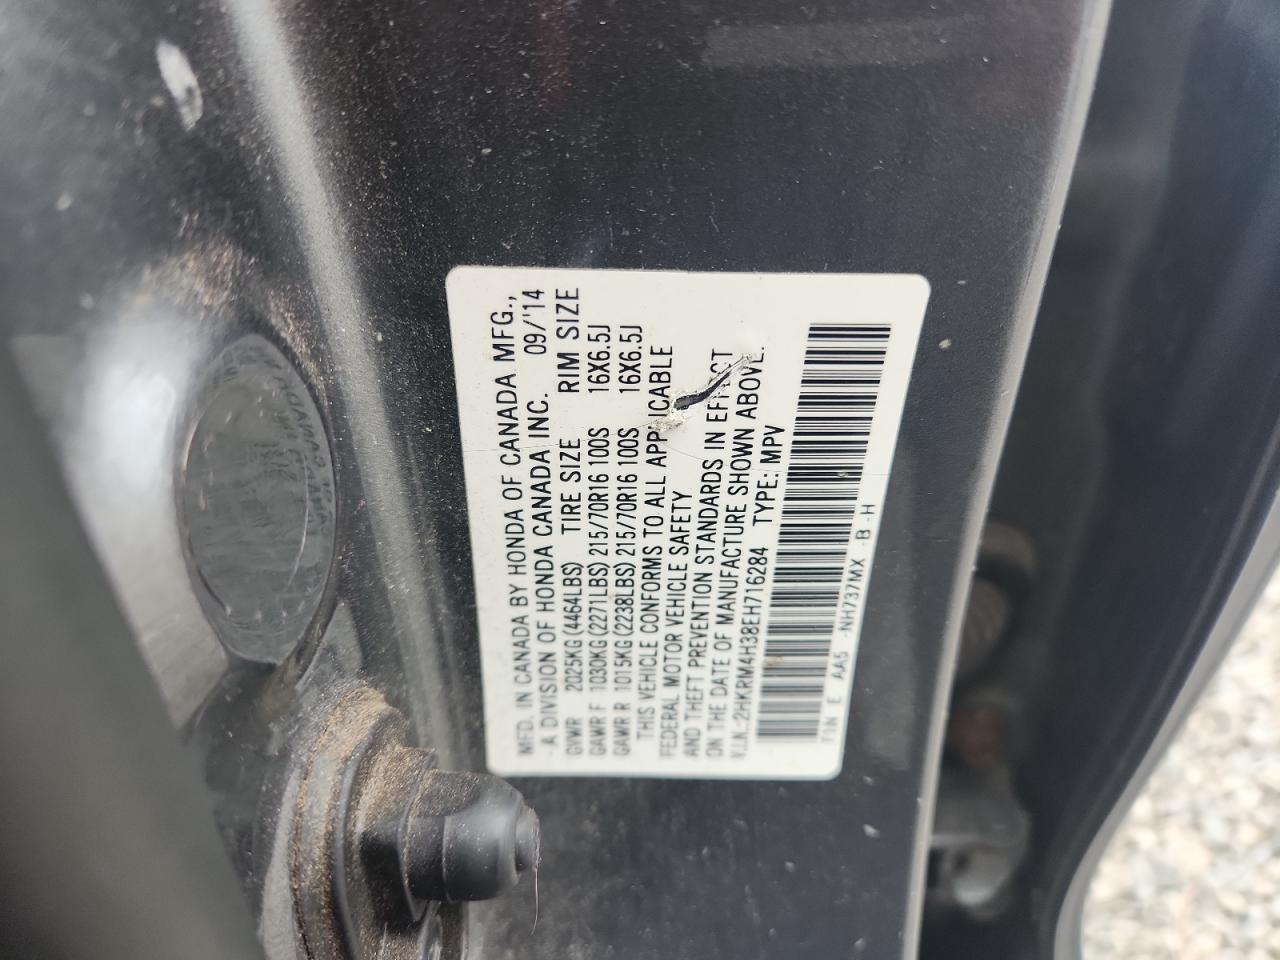 MFD. IN CANADA BY HONDA OF CANADA MFG.,
- A DIVISION OF HONDA CANADA INC. 09/'14
GVWR 2025KG (4464LBS) TIRE SIZE RIM SIZE
GAWR F 1030KG (2271LBS) 215/70R16 100S 16X6.5J
GAWR R 1015KG (2238LBS) 215/70R16 100S 16X6.5J
THIS VEHICLE CONFORMS TO ALL APPLICABLE
FEDERAL MOTOR VEHICLE SAFETY
AND THEFT PREVENTION STANDARDS IN EFFECT
ON THE DATE OF MANUFACTURE SHOWN ABOVE.
V.I.N.:2HKRM4H38EH716284 TYPE: MPV
E AA5 -NH737MX -B -H